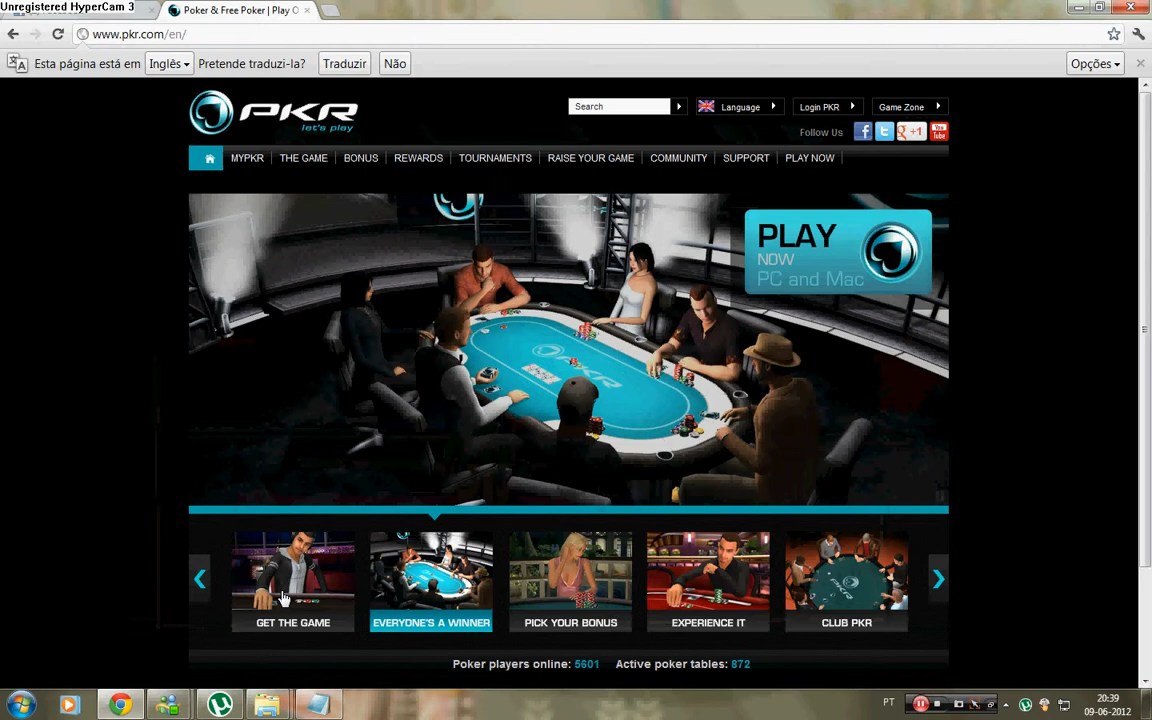 Unregistered HyperCam 3
Poker & Free Poker | Play O
www.pkr.com/en/
Esta página está em Inglês Pretende traduzi-la? Traduzir Não Opções
PKR
let's play
Search Language Login PKR Game Zone
Follow Us +1 You Tube
MYPKR THE GAME BONUS REWARDS TOURNAMENTS RAISE YOUR GAME COMMUNITY SUPPORT PLAY NOW
PLAY
NOW
PC and Mac
PKR
GET THE GAME EVERYONE'S A WINNER PICK YOUR BONUS EXPERIENCE IT CLUB PKR
Poker players online: 5601 Active poker tables: 872
PT
20:39
09-06-2012